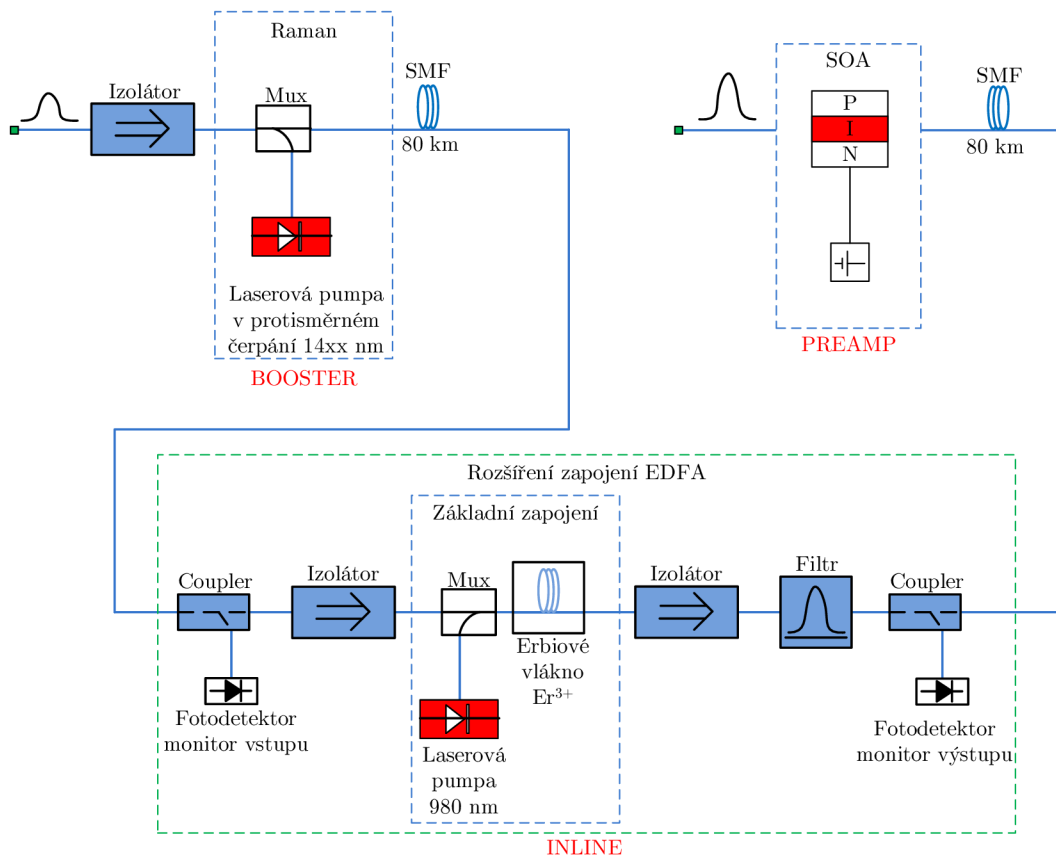 Raman
Izolátor
Mux
SMF
80 km
Laserová pumpa
v protisměrném
čerpání 14xx nm
BOOSTER
SOA
P
I
N
SMF
80 km
PREAMP
Rozšíření zapojení EDFA
Základní zapojení
Coupler
Izolátor
Mux
Erbiové
vlákno
Er³⁺
Izolátor
Filtr
Coupler
Fotodetektor
monitor vstupu
Laserová
pumpa
980 nm
Fotodetektor
monitor výstupu
INLINE